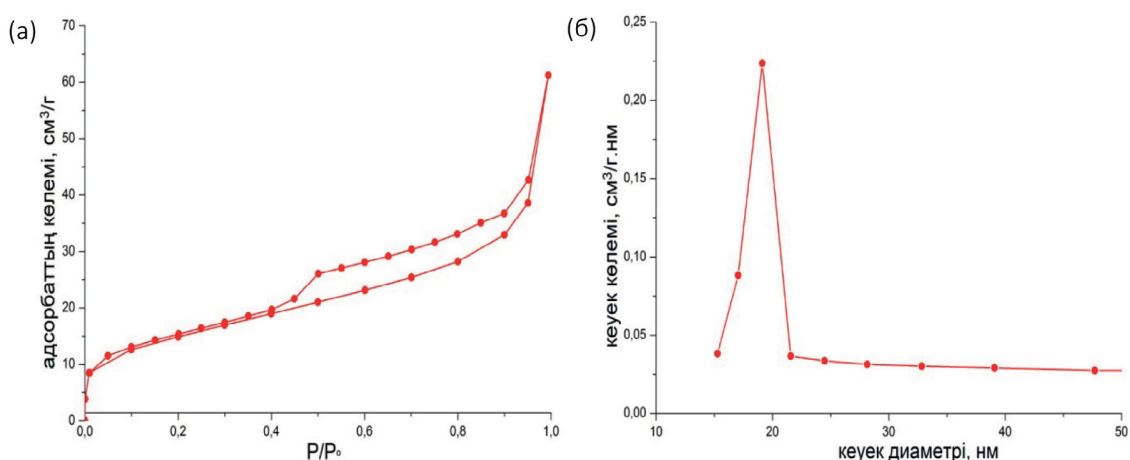 (а)
адсорбаттың көлемі, см³/г
70
60
50
40
30
20
10
0
0,0 0,2 0,4 0,6 0,8 1,0
P/Pº
(б)
кеуек көлемі, см³/г.нм
0,25
0,20
0,15
0,10
0,05
0,00
10 20 30 40 50
кеуек диаметрі, нм